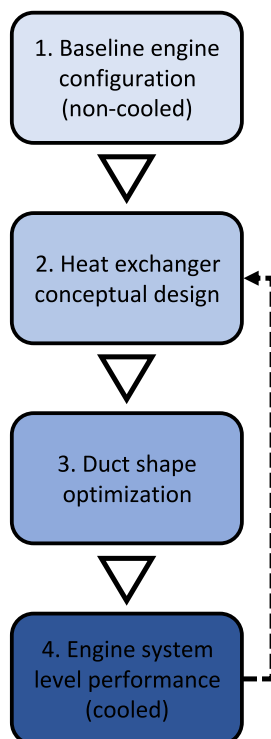 1. Baseline engine
configuration
(non-cooled)
2. Heat exchanger
conceptual design
3. Duct shape
optimization
4. Engine system
level performance
(cooled)